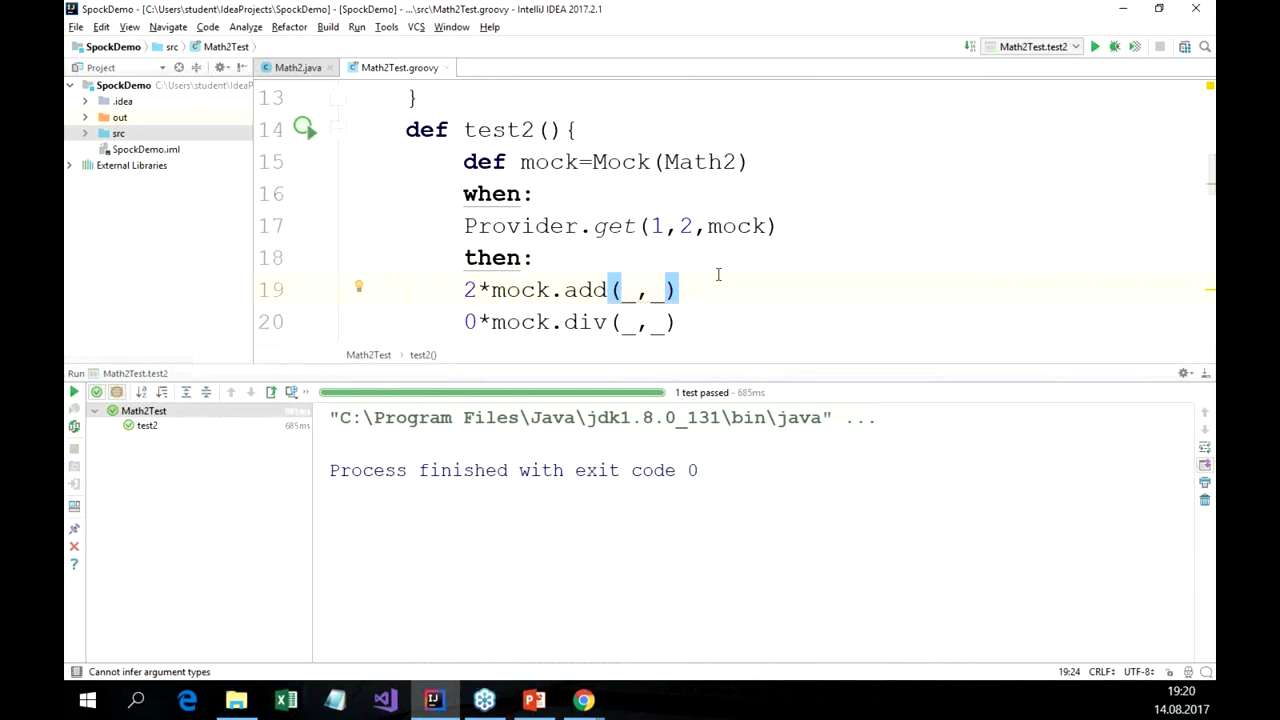 SpockDemo - [C:\Users\student\IdeaProjects\SpockDemo] - [SpockDemo] - ...\src\Math2Test.groovy - IntelliJ IDEA 2017.2.1
File Edit View Navigate Code Analyze Refactor Build Run Tools VCS Window Help
SpockDemo src Math2Test Math2Test.test2
Project Math2.java Math2Test.groovy
SpockDemo C:\Users\student\IdeaP
.idea
out
src
SpockDemo.iml
External Libraries
13 }
14 def test2(){
15 def mock=Mock(Math2)
16 when:
17 Provider.get(1,2,mock)
18 then:
19 2*mock.add(_,_)
20 0*mock.div(_,_)
Math2Test test2()
Run Math2Test.test2
1 test passed - 685ms
Math2Test 685ms
test2 685ms
"C:\Program Files\Java\jdk1.8.0_131\bin\java" ...
Process finished with exit code 0
Cannot infer argument types 19:24 CRLF UTF-8
19:20
14.08.2017